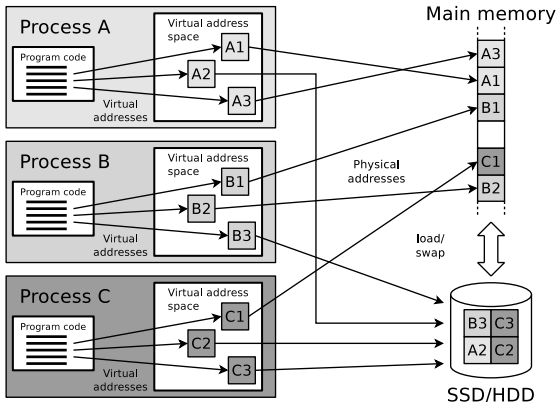 Process A
Program code
Virtual addresses
Virtual address
space
A1
A2
A3
Process B
Program code
Virtual addresses
Virtual address
space
B1
B2
B3
Process C
Program code
Virtual addresses
Virtual address
space
C1
C2
C3
Physical
addresses
Main memory
A3
A1
B1
C1
B2
load/
swap
B3 C3
A2 C2
SSD/HDD